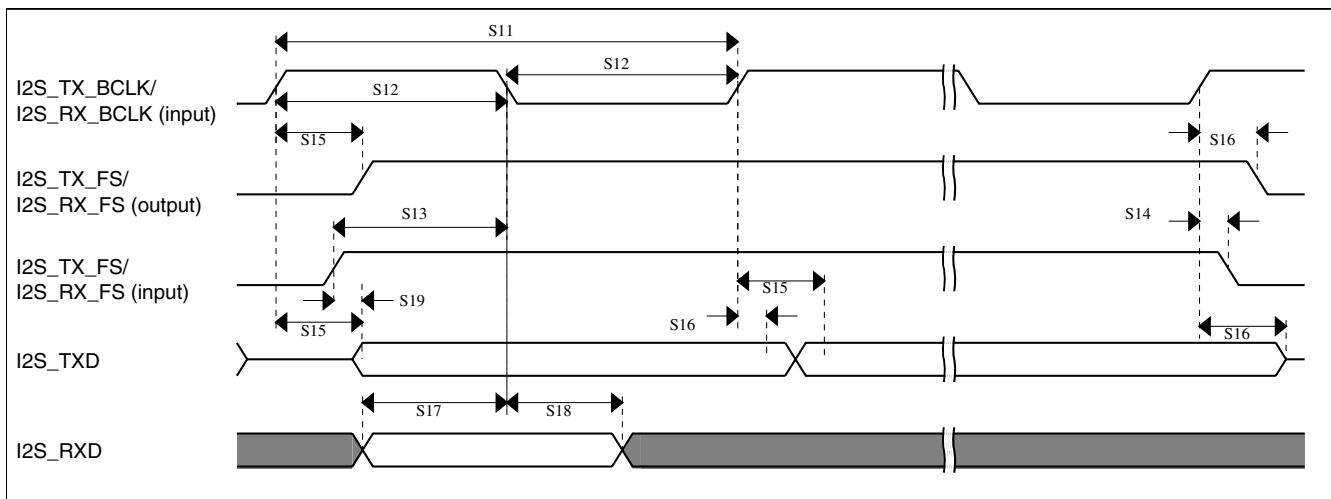 S11
I2S_TX_BCLK/
I2S_RX_BCLK (input)
S12
S12
S15
S16
I2S_TX_FS/
I2S_RX_FS (output)
S13
S14
I2S_TX_FS/
I2S_RX_FS (input)
S15
S19
S15
S16
S16
I2S_TXD
S17
S18
I2S_RXD